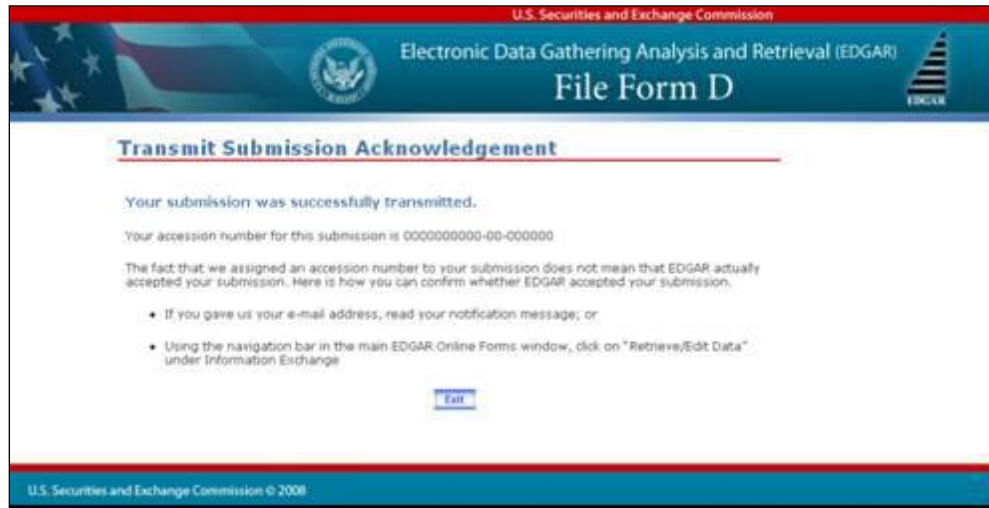 U.S. Securities and Exchange Commission
Electronic Data Gathering Analysis and Retrieval (EDGAR)
File Form D
EDGAR
Transmit Submission Acknowledgement
Your submission was successfully transmitted.
Your accession number for this submission is 0000000000-00-000000
The fact that we assigned an accession number to your submission does not mean that EDGAR actually
accepted your submission. Here is how you can confirm whether EDGAR accepted your submission.
• If you gave us your e-mail address, read your notification message; or
• Using the navigation bar in the main EDGAR Online Forms window, click on "Retrieve/Edit Data"
under Information Exchange
Exit
U.S. Securities and Exchange Commission © 2008